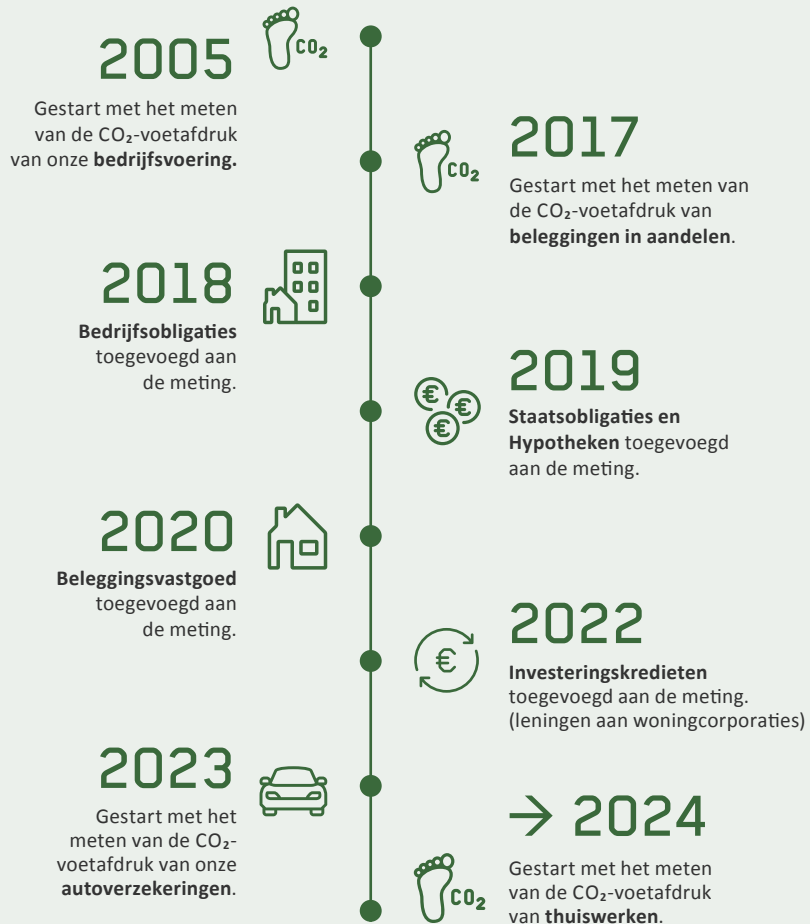 2005
CO₂
Gestart met het meten
van de CO₂-voetafdruk
van onze bedrijfsvoering.
2017
CO₂
Gestart met het meten van
de CO₂-voetafdruk van
beleggingen in aandelen.
2018
Bedrijfsobligaties
toegevoegd aan
de meting.
2019
€ € €
Staatsobligaties en
Hypotheken toegevoegd
aan de meting.
2020
Beleggingsvastgoed
toegevoegd aan
de meting.
2022
€
Investeringskredieten
toegevoegd aan de meting.
(leningen aan woningcorporaties)
2023
Gestart met het
meten van de CO₂-
voetafdruk van onze
autoverzekeringen.
→ 2024
CO₂
Gestart met het meten
van de CO₂-voetafdruk
van thuiswerken.